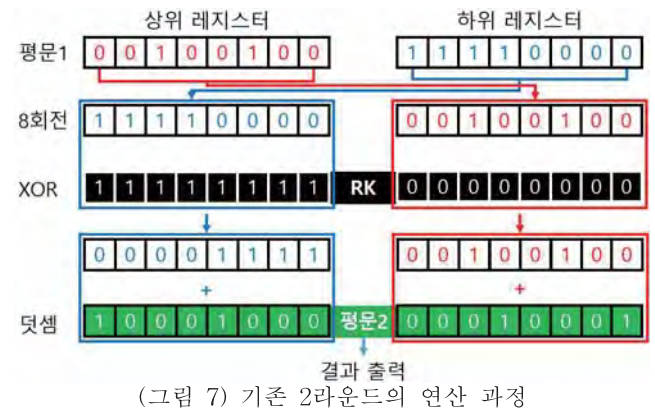 상위 레지스터 하위 레지스터
평문1 0 0 1 0 0 1 0 0 1 1 1 1 0 0 0 0
8회전 1 1 1 1 0 0 0 0 0 0 1 0 0 1 0 0
XOR 1 1 1 1 1 1 1 1 RK 0 0 0 0 0 0 0 0
0 0 0 0 1 1 1 1 0 0 1 0 0 1 0 0
+ +
덧셈 1 0 0 0 1 0 0 0 평문2 0 0 0 1 0 0 0 1
결과 출력
(그림 7) 기존 2라운드의 연산 과정